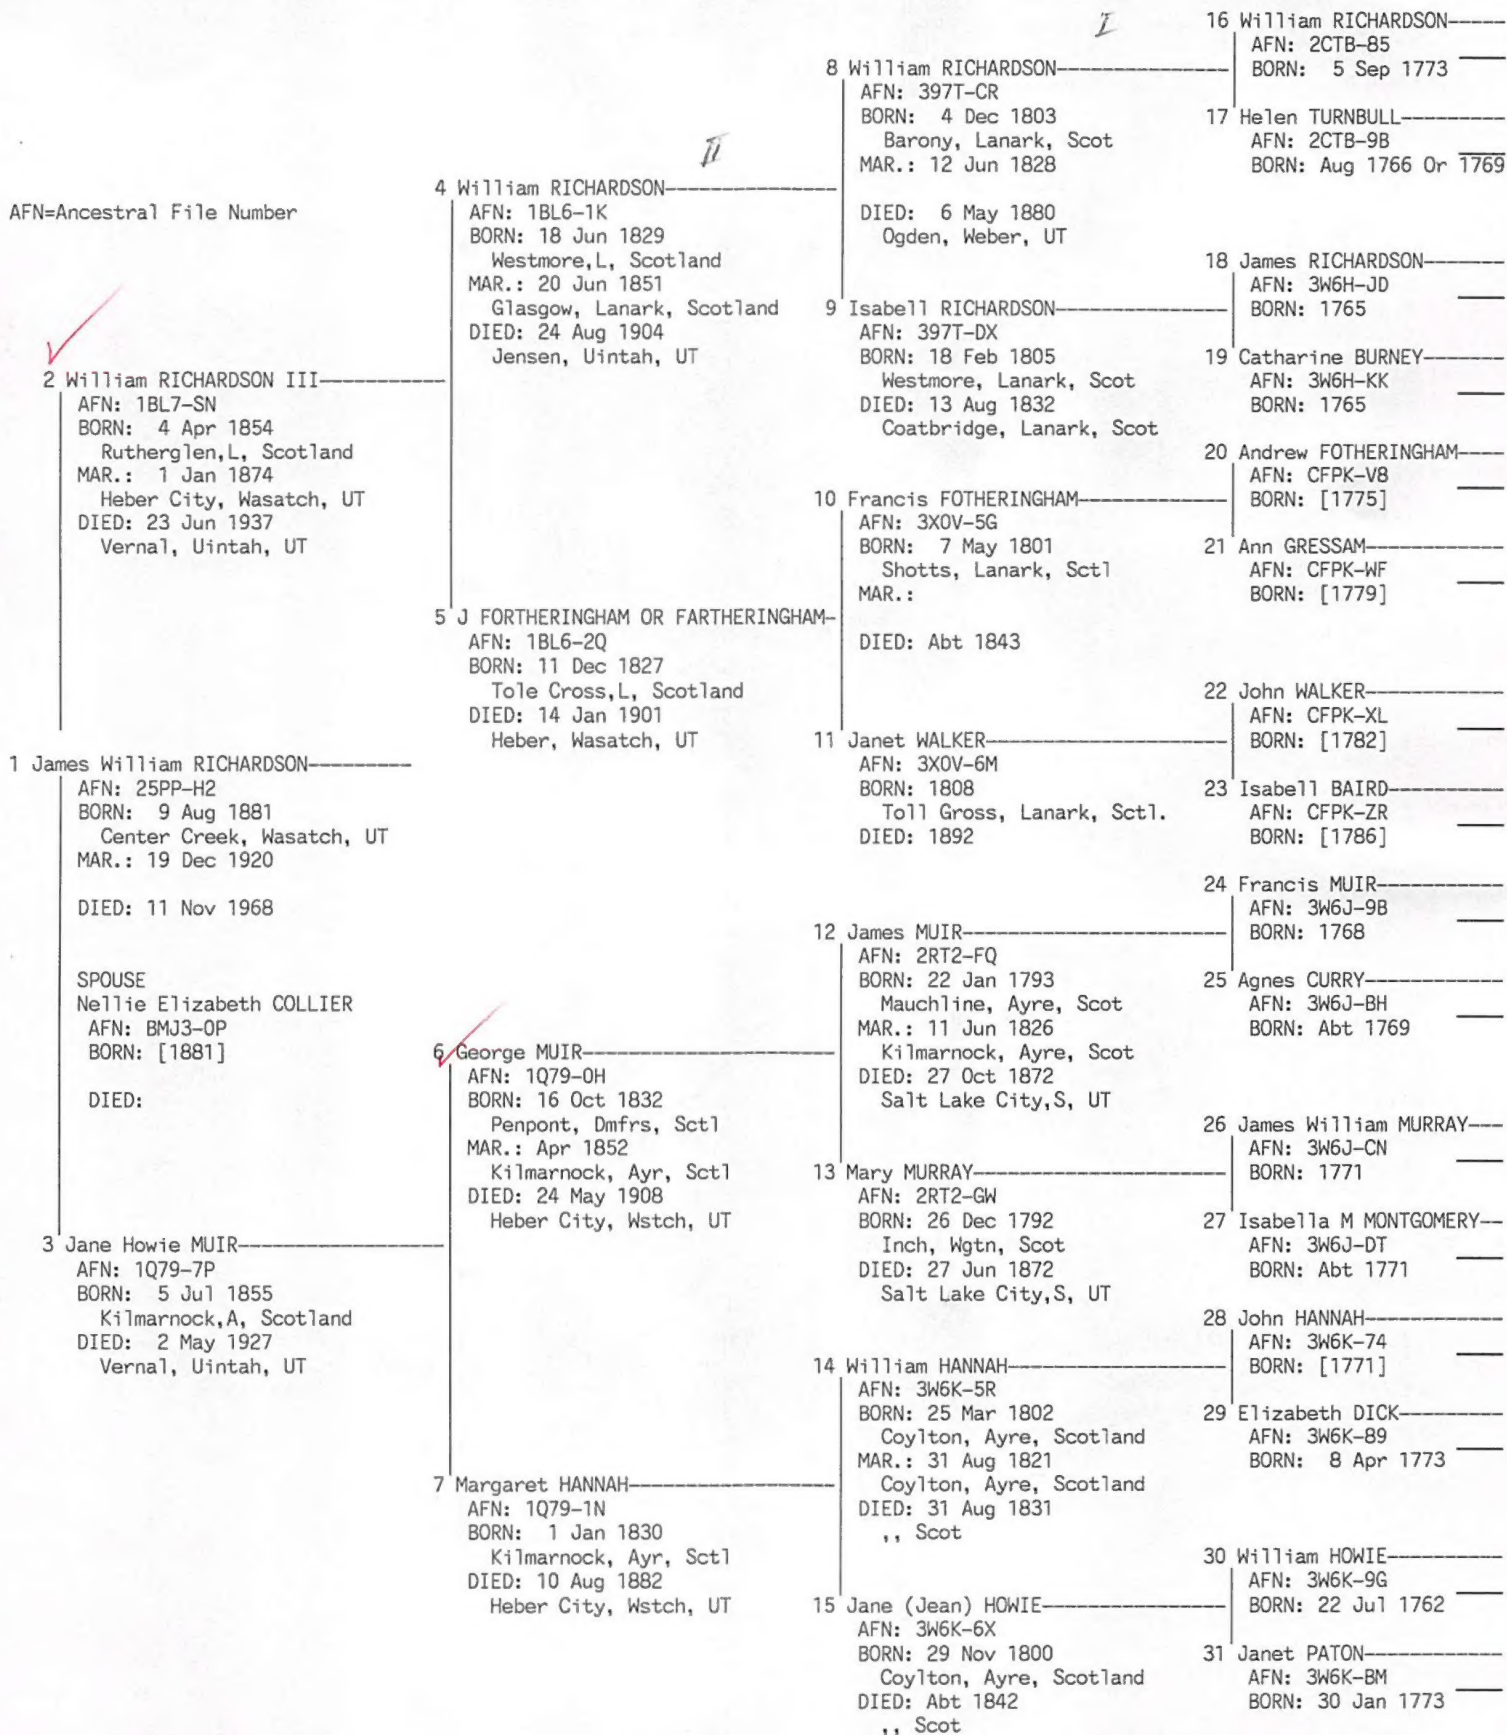 AFN=Ancestral File Number
1 James William RICHARDSON
AFN: 25PP-H2
BORN: 9 Aug 1881
Center Creek, Wasatch, UT
MAR.: 19 Dec 1920
DIED: 11 Nov 1968
SPOUSE
Nellie Elizabeth COLLIER
AFN: BMJ3-0P
BORN: [1881]
DIED:
2 William RICHARDSON III
AFN: 1BL7-SN
BORN: 4 Apr 1854
Rutherglen,L, Scotland
MAR.: 1 Jan 1874
Heber City, Wasatch, UT
DIED: 23 Jun 1937
Vernal, Uintah, UT
3 Jane Howie MUIR
AFN: 1Q79-7P
BORN: 5 Jul 1855
Kilmarnock,A, Scotland
DIED: 2 May 1927
Vernal, Uintah, UT
II
4 William RICHARDSON
AFN: 1BL6-1K
BORN: 18 Jun 1829
Westmore,L, Scotland
MAR.: 20 Jun 1851
Glasgow, Lanark, Scotland
DIED: 24 Aug 1904
Jensen, Uintah, UT
5 J FORTHERINGHAM OR FARTHERINGHAM
AFN: 1BL6-2Q
BORN: 11 Dec 1827
Tole Cross,L, Scotland
DIED: 14 Jan 1901
Heber, Wasatch, UT
6 George MUIR
AFN: 1Q79-0H
BORN: 16 Oct 1832
Penpont, Dmfrs, Sctl
MAR.: Apr 1852
Kilmarnock, Ayr, Sctl
DIED: 24 May 1908
Heber City, Wstch, UT
7 Margaret HANNAH
AFN: 1Q79-1N
BORN: 1 Jan 1830
Kilmarnock, Ayr, Sctl
DIED: 10 Aug 1882
Heber City, Wstch, UT
I
8 William RICHARDSON
AFN: 397T-CR
BORN: 4 Dec 1803
Barony, Lanark, Scot
MAR.: 12 Jun 1828
DIED: 6 May 1880
Ogden, Weber, UT
9 Isabell RICHARDSON
AFN: 397T-DX
BORN: 18 Feb 1805
Westmore, Lanark, Scot
DIED: 13 Aug 1832
Coatbridge, Lanark, Scot
10 Francis FOTHERINGHAM
AFN: 3X0V-5G
BORN: 7 May 1801
Shotts, Lanark, Sctl
MAR.:
DIED: Abt 1843
11 Janet WALKER
AFN: 3X0V-6M
BORN: 1808
Toll Gross, Lanark, Sctl.
DIED: 1892
12 James MUIR
AFN: 2RT2-FQ
BORN: 22 Jan 1793
Mauchline, Ayre, Scot
MAR.: 11 Jun 1826
Kilmarnock, Ayre, Scot
DIED: 27 Oct 1872
Salt Lake City,S, UT
13 Mary MURRAY
AFN: 2RT2-GW
BORN: 26 Dec 1792
Inch, Wgtn, Scot
DIED: 27 Jun 1872
Salt Lake City,S, UT
14 William HANNAH
AFN: 3W6K-5R
BORN: 25 Mar 1802
Coylton, Ayre, Scotland
MAR.: 31 Aug 1821
Coylton, Ayre, Scotland
DIED: 31 Aug 1831
,, Scot
15 Jane (Jean) HOWIE
AFN: 3W6K-6X
BORN: 29 Nov 1800
Coylton, Ayre, Scotland
DIED: Abt 1842
,, Scot
16 William RICHARDSON
AFN: 2CTB-85
BORN: 5 Sep 1773
17 Helen TURNBULL
AFN: 2CTB-9B
BORN: Aug 1766 Or 1769
18 James RICHARDSON
AFN: 3W6H-JD
BORN: 1765
19 Catharine BURNEY
AFN: 3W6H-KK
BORN: 1765
20 Andrew FOTHERINGHAM
AFN: CFPK-V8
BORN: [1775]
21 Ann GRESSAM
AFN: CFPK-WF
BORN: [1779]
22 John WALKER
AFN: CFPK-XL
BORN: [1782]
23 Isabell BAIRD
AFN: CFPK-ZR
BORN: [1786]
24 Francis MUIR
AFN: 3W6J-9B
BORN: 1768
25 Agnes CURRY
AFN: 3W6J-BH
BORN: Abt 1769
26 James William MURRAY
AFN: 3W6J-CN
BORN: 1771
27 Isabella M MONTGOMERY
AFN: 3W6J-DT
BORN: Abt 1771
28 John HANNAH
AFN: 3W6K-74
BORN: [1771]
29 Elizabeth DICK
AFN: 3W6K-89
BORN: 8 Apr 1773
30 William HOWIE
AFN: 3W6K-9G
BORN: 22 Jul 1762
31 Janet PATON
AFN: 3W6K-BM
BORN: 30 Jan 1773